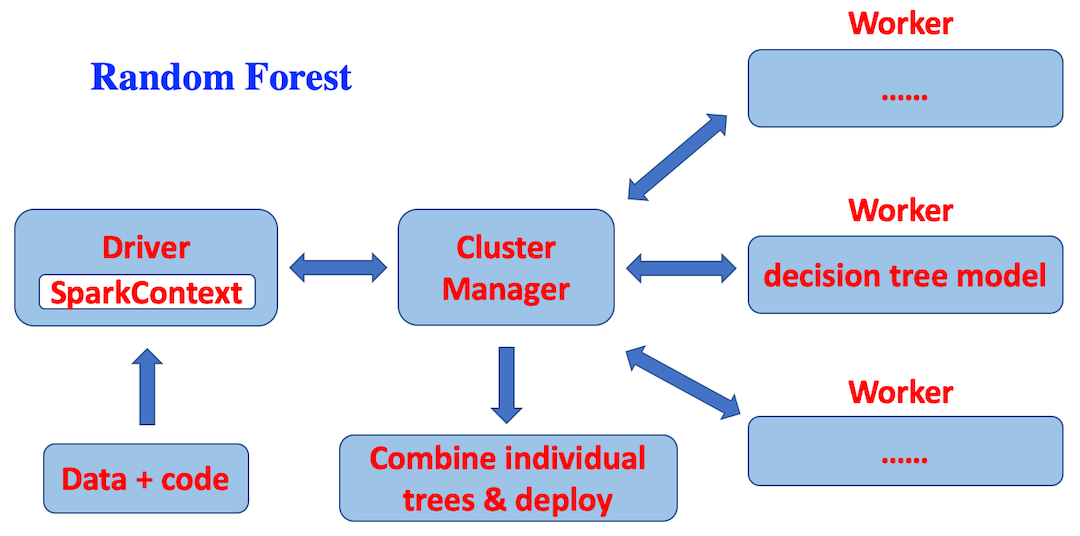 Random Forest
Worker
......
Driver
SparkContext
Cluster
Manager
Worker
decision tree model
Worker
......
Data + code
Combine individual
trees & deploy